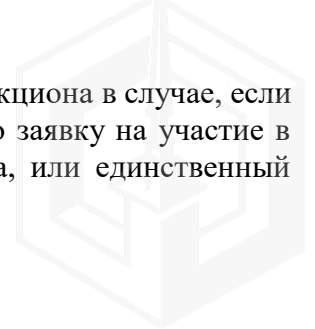 кциона в случае, если
заявку на участие в
а, или единственный